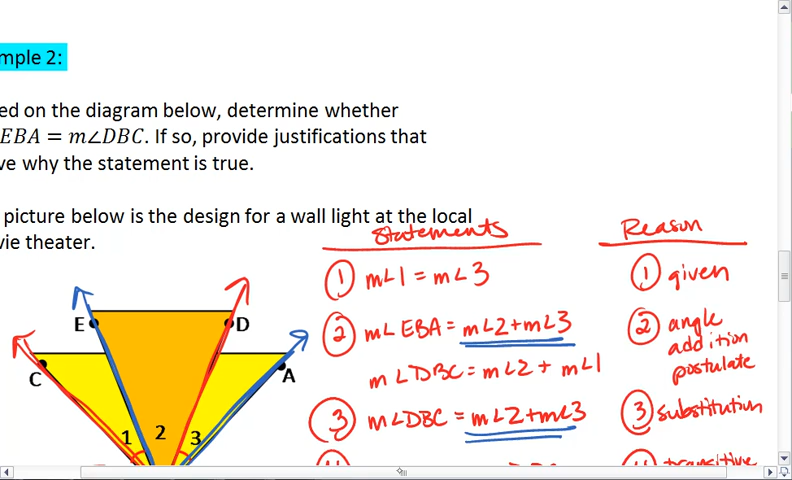 mple 2:
ed on the diagram below, determine whether
EBA = m∠DBC. If so, provide justifications that
ve why the statement is true.
picture below is the design for a wall light at the local
vie theater.
Statements Reason
① m∠1 = m∠3 ① given
② m∠EBA = m∠2+m∠3 ② angle
addition
postulate
m∠DBC = m∠2 + m∠1
③ m∠DBC = m∠2+m∠3 ③ substitution
transitive
E
D
C
A
1 2 3